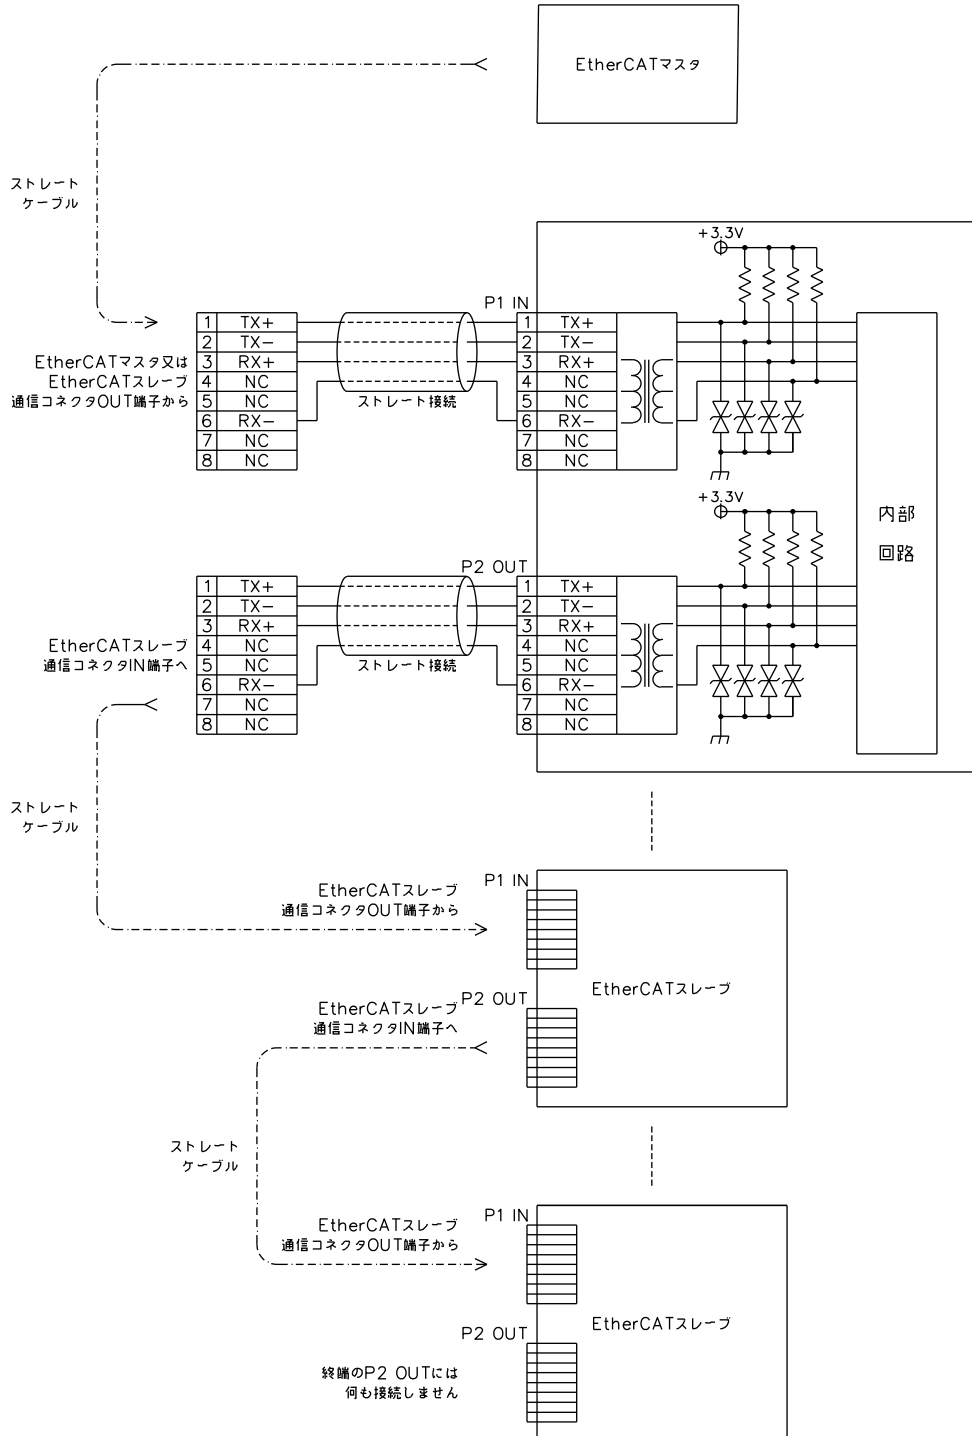 EtherCATマスタ
ストレート
ケーブル
+3.3V
P1 IN
1 TX+
2 TX−
3 RX+
4 NC
5 NC
6 RX−
7 NC
8 NC
EtherCATマスタ又は
EtherCATスレーブ
通信コネクタOUT端子から
ストレート接続
1 TX+
2 TX−
3 RX+
4 NC
5 NC
6 RX−
7 NC
8 NC
内部
回路
+3.3V
P2 OUT
1 TX+
2 TX−
3 RX+
4 NC
5 NC
6 RX−
7 NC
8 NC
EtherCATスレーブ
通信コネクタIN端子へ
ストレート接続
1 TX+
2 TX−
3 RX+
4 NC
5 NC
6 RX−
7 NC
8 NC
ストレート
ケーブル
P1 IN
EtherCATスレーブ
通信コネクタOUT端子から
EtherCATスレーブ
P2 OUT
EtherCATスレーブ
通信コネクタIN端子へ
ストレート
ケーブル
P1 IN
EtherCATスレーブ
通信コネクタOUT端子から
EtherCATスレーブ
P2 OUT
終端のP2 OUTには
何も接続しません